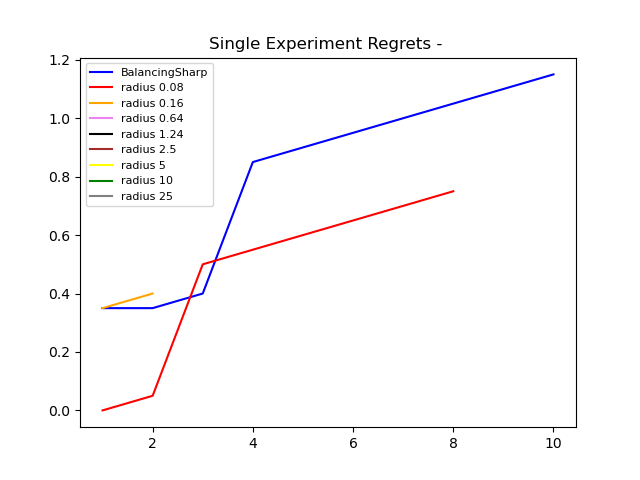 Single Experiment Regrets -
1.2
1.0
0.8
0.6
0.4
0.2
0.0
BalancingSharp
radius 0.08
radius 0.16
radius 0.64
radius 1.24
radius 2.5
radius 5
radius 10
radius 25
2 4 6 8 10